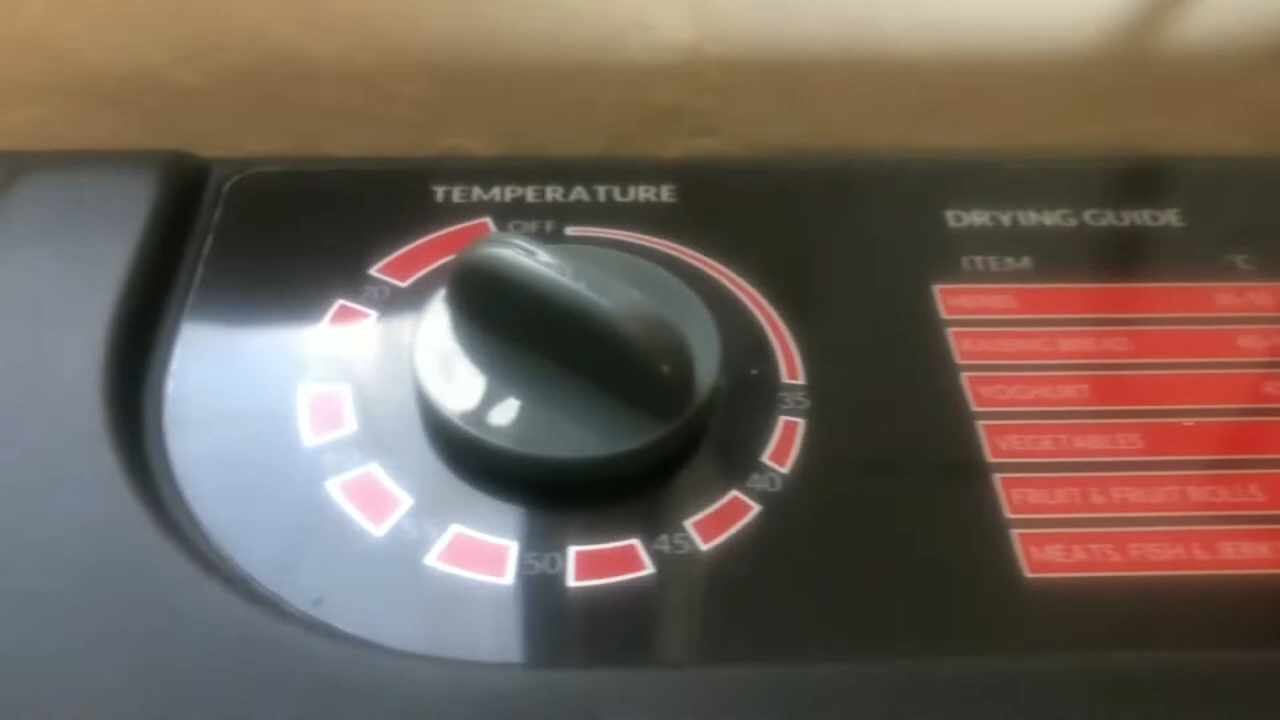 TEMPERATURE
OFF
70
35
40
45
50
DRYING GUIDE
ITEM °C
HERBS
RAISING BREAD
YOGHURT
VEGETABLES
FRUIT & FRUIT ROLLS
MEATS, FISH &